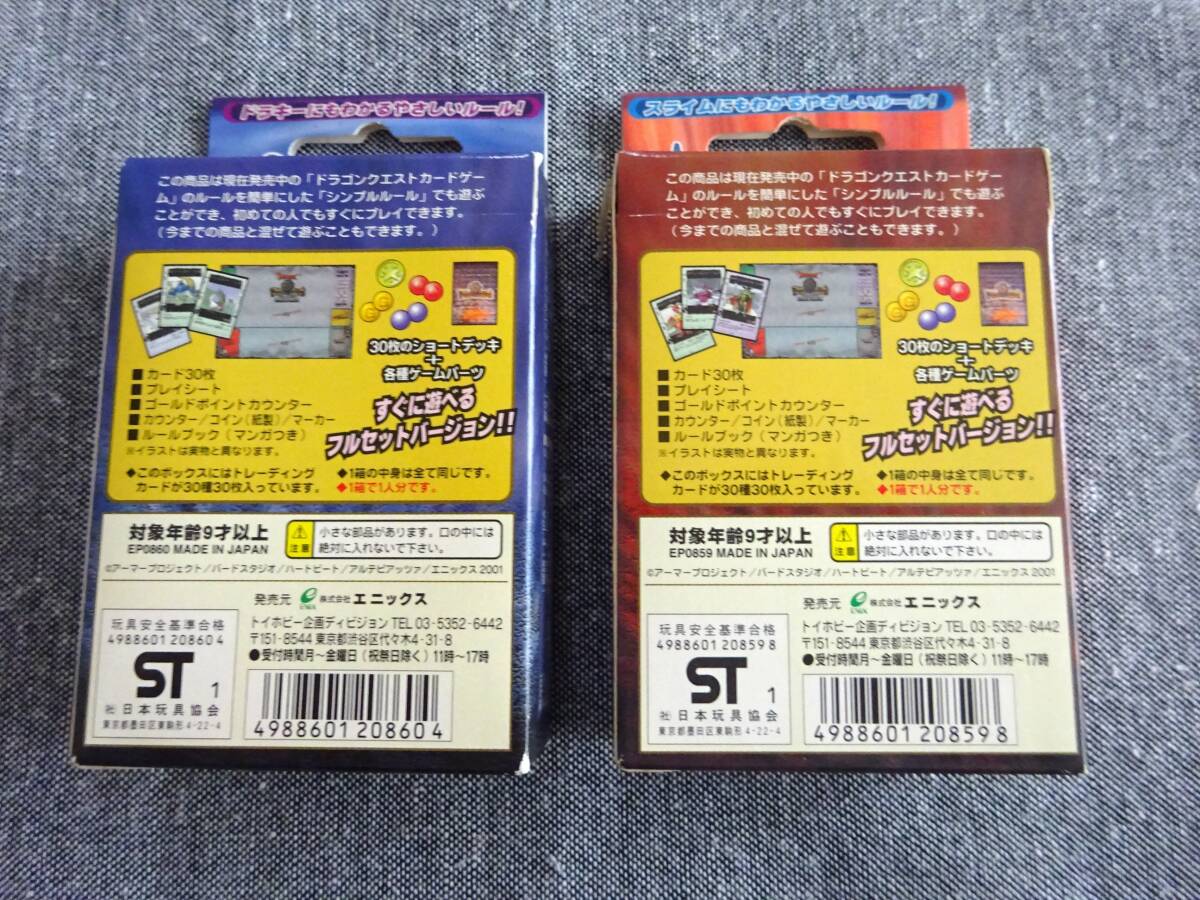 ドラキーにもわかるやさしいルール!
この商品は現在発売中の「ドラゴンクエストカードゲー
ム」のルールを簡単にした「シンプルルール」でも遊ぶ
ことができ、初めての人でもすぐにプレイできます。
(今までの商品と混ぜて遊ぶこともできます。)
30枚のショートデッキ
+
各種ゲームパーツ
すぐに遊べる
フルセットバージョン!!
■カード30枚
■プレイシート
■ゴールドポイントカウンター
■カウンター/コイン(紙製)/マーカー
■ルールブック(マンガつき)
※イラストは実物と異なります。
◆このボックスにはトレーディング
カードが30種30枚入っています。
◆1箱の中身は全て同じです。
◆1箱で1人分です。
対象年齢9才以上
EP0860 MADE IN JAPAN
注意
小さな部品があります。口の中には
絶対に入れないで下さい。
©アーマープロジェクト/バードスタジオ/ハートビート/アルテピアッツァ/エニックス 2001
発売元 ENIX 株式会社エニックス
トイホビー企画ディビジョン TEL 03-5352-6442
〒151-8544 東京都渋谷区代々木4-31-8
●受付時間月~金曜日(祝祭日除く)11時~17時
玩具安全基準合格
4988601208604
ST 1
社 日本玩具協会
東京都墨田区東駒形4-22-4
4988601208604
スライムにもわかるやさしいルール!
この商品は現在発売中の「ドラゴンクエストカードゲー
ム」のルールを簡単にした「シンプルルール」でも遊ぶ
ことができ、初めての人でもすぐにプレイできます。
(今までの商品と混ぜて遊ぶこともできます。)
30枚のショートデッキ
+
各種ゲームパーツ
すぐに遊べる
フルセットバージョン!!
■カード30枚
■プレイシート
■ゴールドポイントカウンター
■カウンター/コイン(紙製)/マーカー
■ルールブック(マンガつき)
※イラストは実物と異なります。
◆このボックスにはトレーディング
カードが30種30枚入っています。
◆1箱の中身は全て同じです。
◆1箱で1人分です。
対象年齢9才以上
EP0859 MADE IN JAPAN
注意
小さな部品があります。口の中には
絶対に入れないで下さい。
©アーマープロジェクト/バードスタジオ/ハートビート/アルテピアッツァ/エニックス 2001
発売元 ENIX 株式会社エニックス
トイホビー企画ディビジョン TEL 03-5352-6442
〒151-8544 東京都渋谷区代々木4-31-8
●受付時間月~金曜日(祝祭日除く)11時~17時
玩具安全基準合格
4988601208598
ST 1
社 日本玩具協会
東京都墨田区東駒形4-22-4
4988601208598